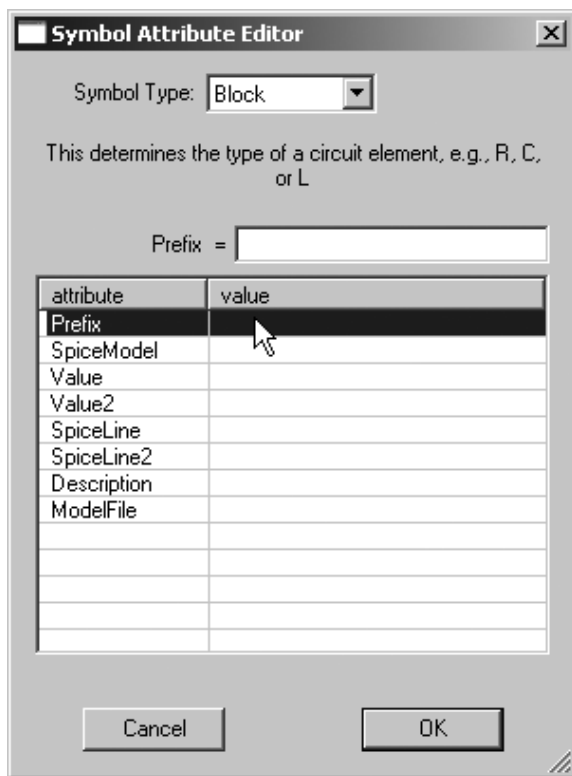 Symbol Attribute Editor
Symbol Type: Block
This determines the type of a circuit element, e.g., R, C,
or L
Prefix =
attribute value
Prefix
SpiceModel
Value
Value2
SpiceLine
SpiceLine2
Description
ModelFile
Cancel OK